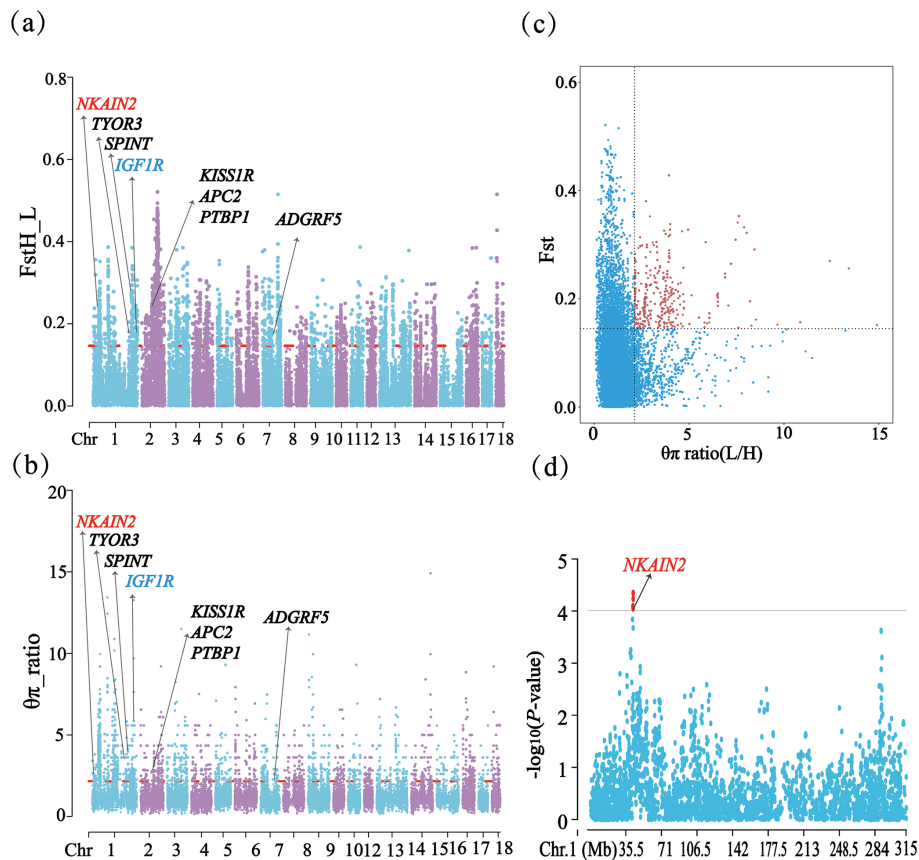 (a)
FstH_L
0.8
0.6
0.4
0.2
0.0
NKAIN2
TYOR3
SPINT
IGF1R
KISS1R
APC2
PTBP1
ADGRF5
Chr 1 2 3 4 5 6 7 8 9 10 11 12 13 14 15 16 17 18
(b)
θπ_ratio
20
15
10
5
0
NKAIN2
TYOR3
SPINT
IGF1R
KISS1R
APC2
PTBP1
ADGRF5
Chr 1 2 3 4 5 6 7 8 9 10 12 13 14 15 16 17 18
(c)
Fst
0.6
0.4
0.2
0.0
0 5 10 15
θπ ratio(L/H)
(d)
-log10(P-value)
5
4
3
2
1
0
NKAIN2
Chr.1 (Mb) 35.5 71 106.5 142 177.5 213 248.5 284 315